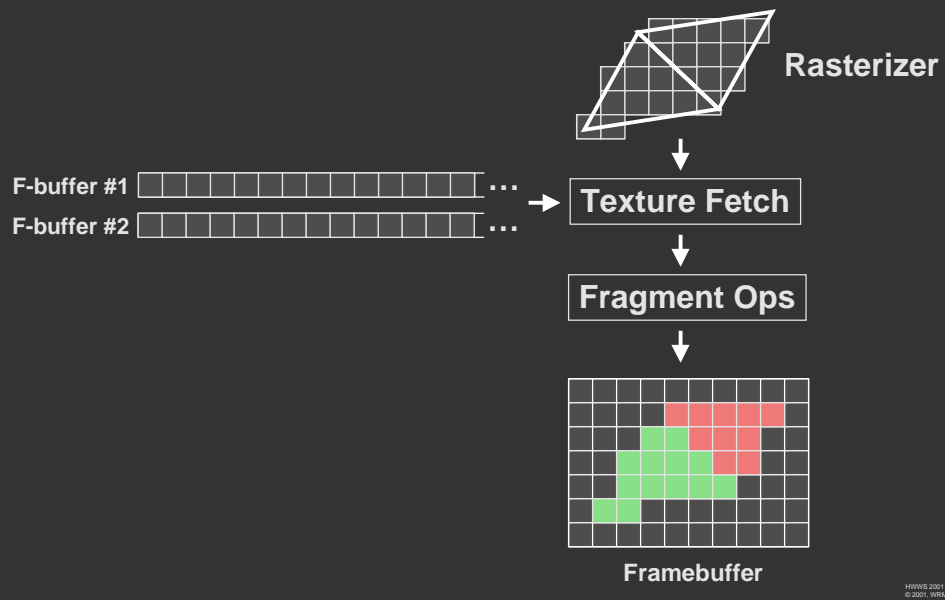 Rasterizer
F-buffer #1 ...
Texture Fetch
F-buffer #2 ...
Fragment Ops
Framebuffer
HWWS 2001
© 2001, WRM